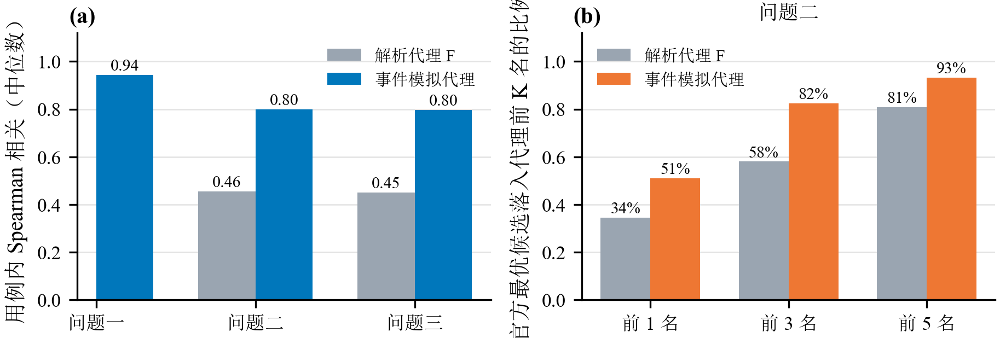 (a)
用例内 Spearman 相关（中位数）
1.0
0.8
0.6
0.4
0.2
0.0
解析代理 F
事件模拟代理
0.94
0.46
0.80
0.45
0.80
问题一
问题二
问题三
(b)
问题二
官方最优候选落入代理前 K 名的比例
1.0
0.8
0.6
0.4
0.2
0.0
解析代理 F
事件模拟代理
34%
51%
58%
82%
81%
93%
前 1 名
前 3 名
前 5 名